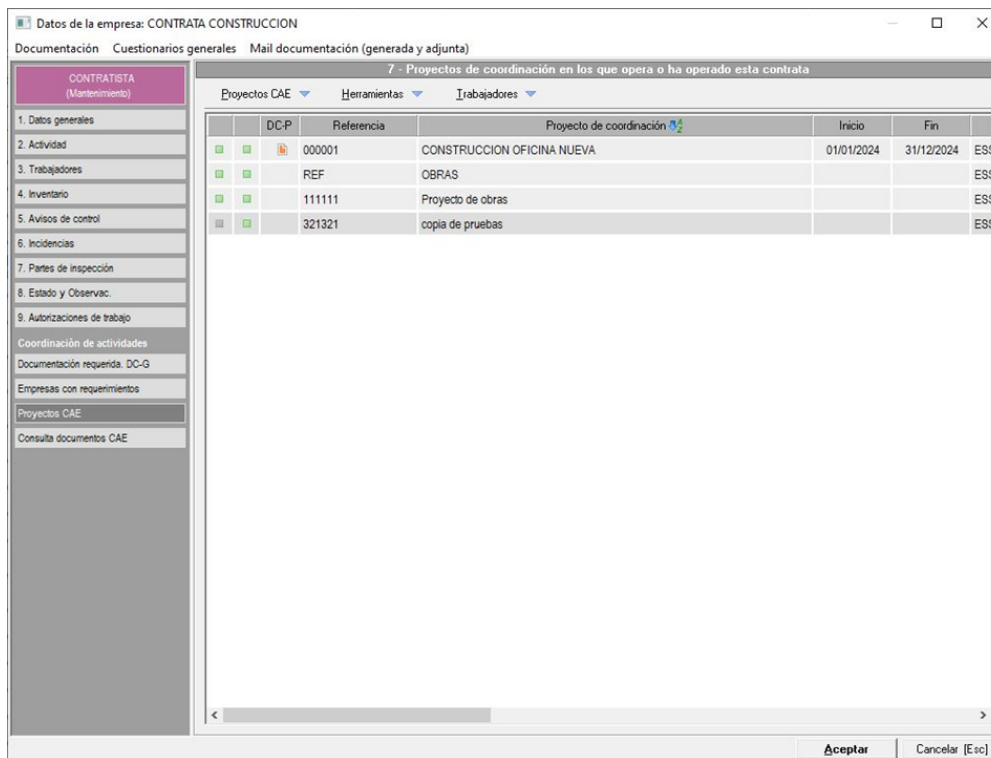 Datos de la empresa: CONTRATA CONSTRUCCION
Documentación Cuestionarios generales Mail documentación (generada y adjunta)
CONTRATISTA
(Mantenimiento)
1. Datos generales
2. Actividad
3. Trabajadores
4. Inventario
5. Avisos de control
6. Incidencias
7. Partes de inspección
8. Estado y Observac.
9. Autorizaciones de trabajo
Coordinación de actividades
Documentación requerida. DC-G
Empresas con requerimientos
Proyectos CAE
Consulta documentos CAE
7 - Proyectos de coordinación en los que opera o ha operado esta contrata
Proyectos CAE Herramientas Trabajadores
DC-P Referencia Proyecto de coordinación Inicio Fin
000001 CONSTRUCCION OFICINA NUEVA 01/01/2024 31/12/2024 ESS
REF OBRAS ESS
111111 Proyecto de obras ESS
321321 copia de pruebas ESS
Aceptar Cancelar [Esc]